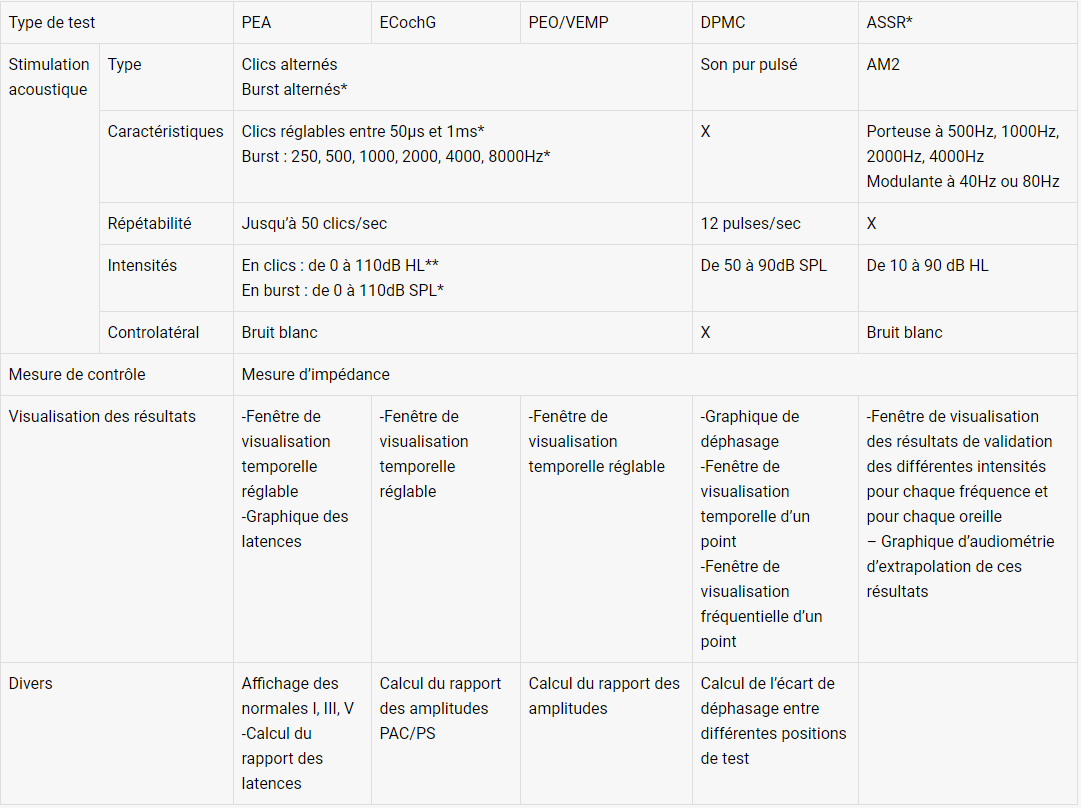 Type de test
PEA
ECochG
PEO/VEMP
DPMC
ASSR*
Stimulation
acoustique
Type
Clics alternés
Burst alternés*
Son pur pulsé
AM2
Caractéristiques
Clics réglables entre 50µs et 1ms*
Burst : 250, 500, 1000, 2000, 4000, 8000Hz*
X
Porteuse à 500Hz, 1000Hz,
2000Hz, 4000Hz
Modulante à 40Hz ou 80Hz
Répétabilité
Jusqu’à 50 clics/sec
12 pulses/sec
X
Intensités
En clics : de 0 à 110dB HL**
En burst : de 0 à 110dB SPL*
De 50 à 90dB SPL
De 10 à 90 dB HL
Controlatéral
Bruit blanc
X
Bruit blanc
Mesure de contrôle
Mesure d’impédance
Visualisation des résultats
-Fenêtre de
visualisation
temporelle
réglable
-Graphique des
latences
-Fenêtre de
visualisation
temporelle
réglable
-Fenêtre de
visualisation
temporelle réglable
-Graphique de
déphasage
-Fenêtre de
visualisation
temporelle d’un
point
-Fenêtre de
visualisation
fréquentielle d’un
point
-Fenêtre de visualisation
des résultats de validation
des différentes intensités
pour chaque fréquence et
pour chaque oreille
– Graphique d’audiométrie
d’extrapolation de ces
résultats
Divers
Affichage des
normales I, III, V
-Calcul du
rapport des
latences
Calcul du rapport
des amplitudes
PAC/PS
Calcul du rapport des
amplitudes
Calcul de l’écart de
déphasage entre
différentes positions
de test